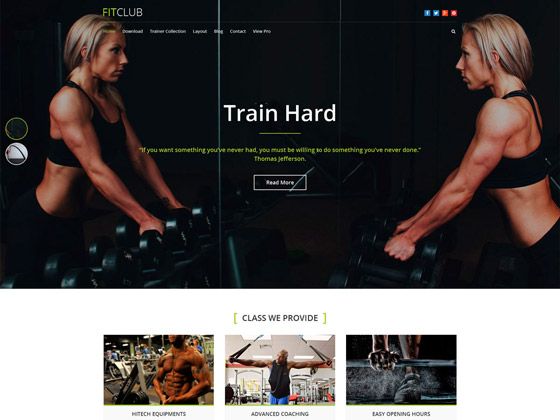 FITCLUB
Home Download Trainer Collection Layout Blog Contact View Pro
Train Hard
"If you want something you've never had, you must be willing to do something you've never done."
Thomas Jefferson.
Read More
[ CLASS WE PROVIDE ]
HITECH EQUIPMENTS ADVANCED COACHING EASY OPENING HOURS